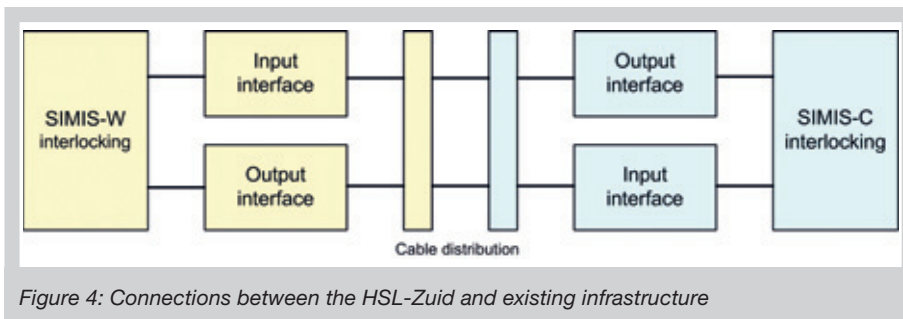 SIMIS-W
interlocking
Input
interface
Output
interface
Cable distribution
Output
interface
Input
interface
SIMIS-C
interlocking
Figure 4: Connections between the HSL-Zuid and existing infrastructure